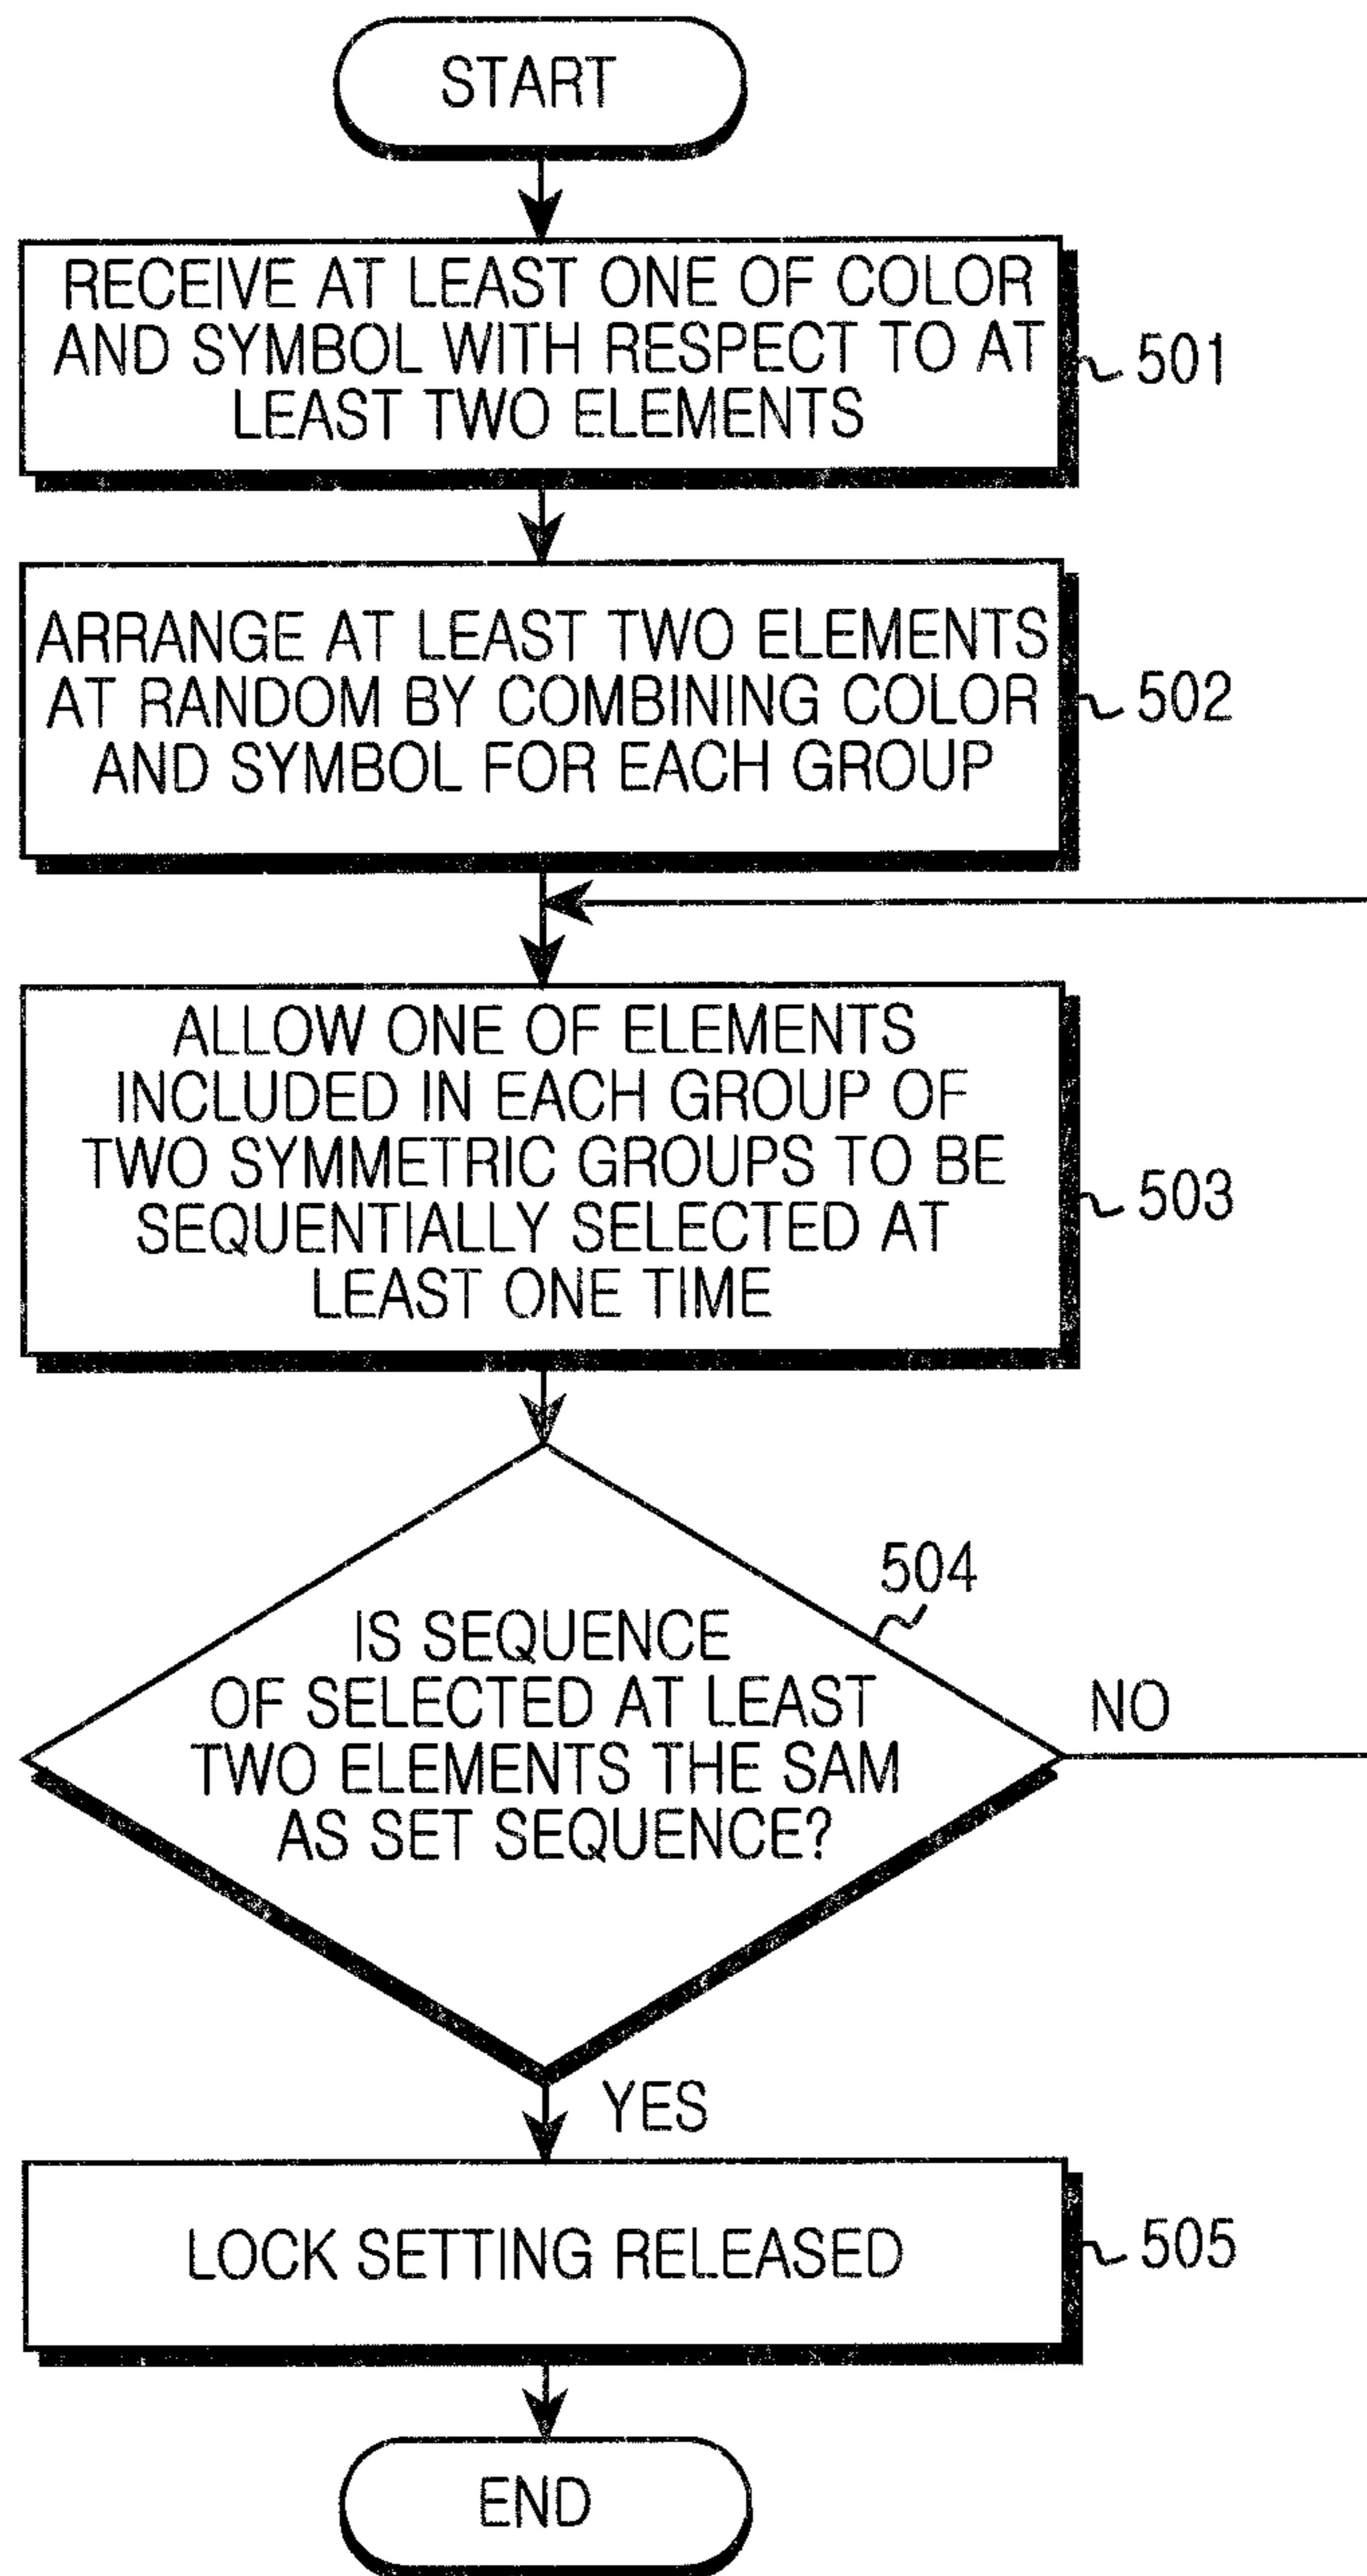 START
RECEIVE AT LEAST ONE OF COLOR
AND SYMBOL WITH RESPECT TO AT
LEAST TWO ELEMENTS
501
ARRANGE AT LEAST TWO ELEMENTS
AT RANDOM BY COMBINING COLOR
AND SYMBOL FOR EACH GROUP
502
ALLOW ONE OF ELEMENTS
INCLUDED IN EACH GROUP OF
TWO SYMMETRIC GROUPS TO BE
SEQUENTIALLY SELECTED AT
LEAST ONE TIME
503
504
IS SEQUENCE
OF SELECTED AT LEAST
TWO ELEMENTS THE SAM
AS SET SEQUENCE?
NO
YES
LOCK SETTING RELEASED
505
END